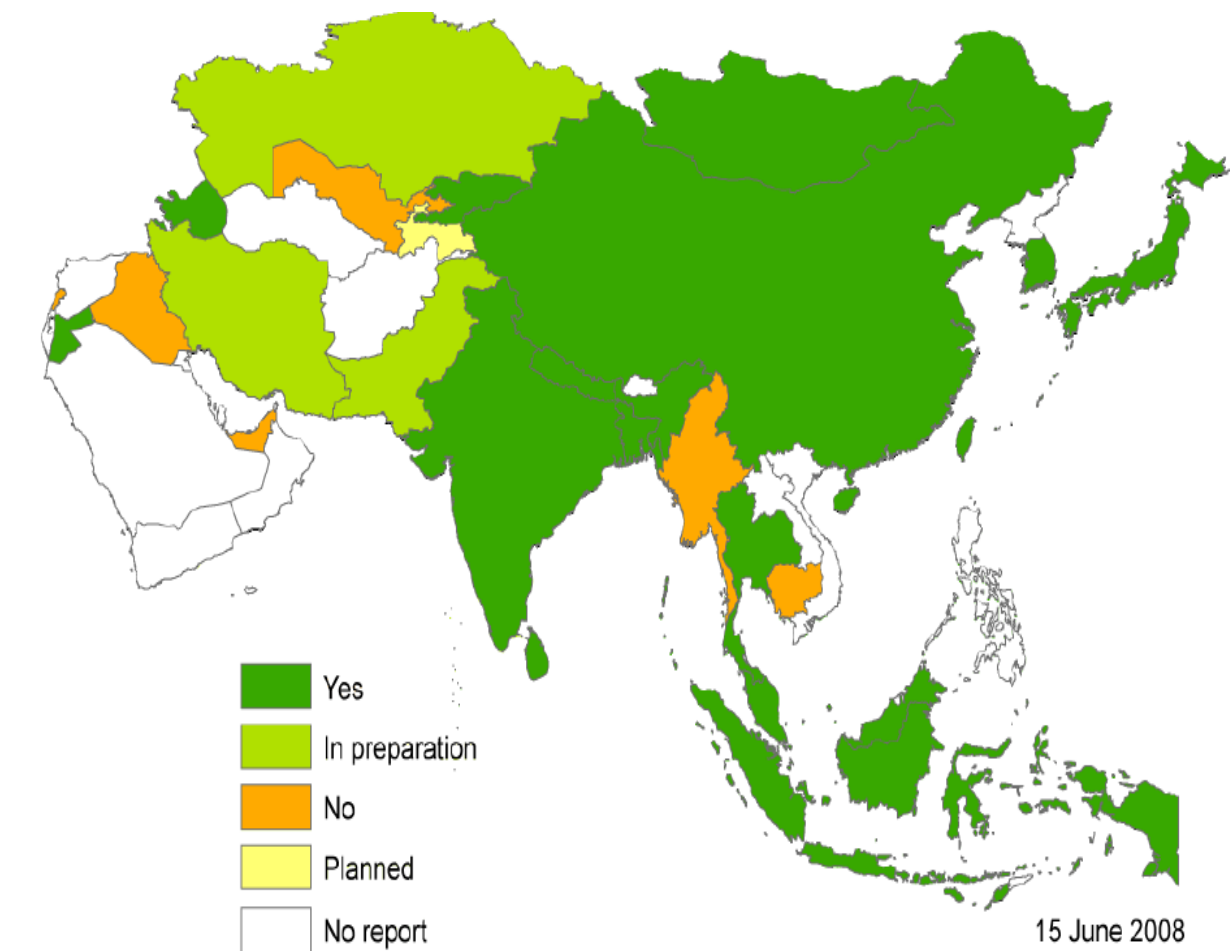 Yes
In preparation
No
Planned
No report
15 June 2008